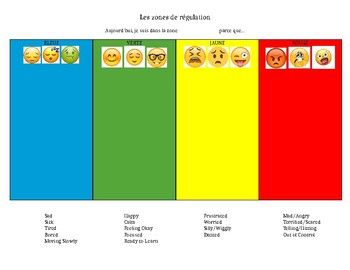 Les zones de régulation
Aujourd'hui, je suis dans la zone parce que...
BLEUE
VERTE
JAUNE
ROUGE
Sad
Sick
Tired
Bored
Moving Slowly
Happy
Calm
Feeling Okay
Focused
Ready to Learn
Frustrated
Worried
Silly/Wiggly
Excited
Mad/Angry
Terrified/Scared
Yelling/Hitting
Out of Control